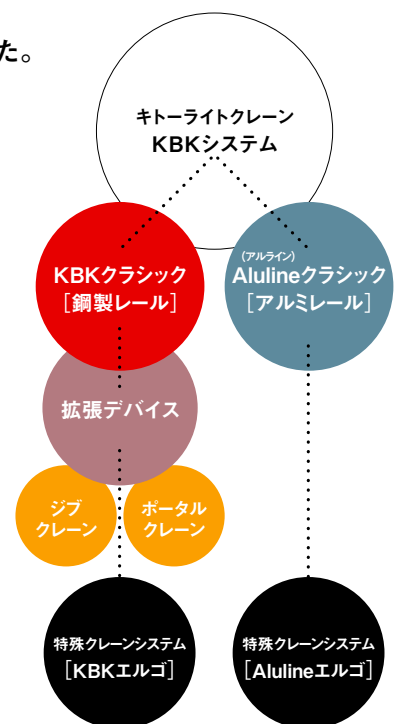 た。
キトーライトクレーン
KBKシステム
KBKクラシック
[鋼製レール]
(アルライン)
Alulineクラシック
[アルミレール]
拡張デバイス
ジブ
クレーン
ポータル
クレーン
特殊クレーンシステム
[KBKエルゴ]
特殊クレーンシステム
[Alulineエルゴ]